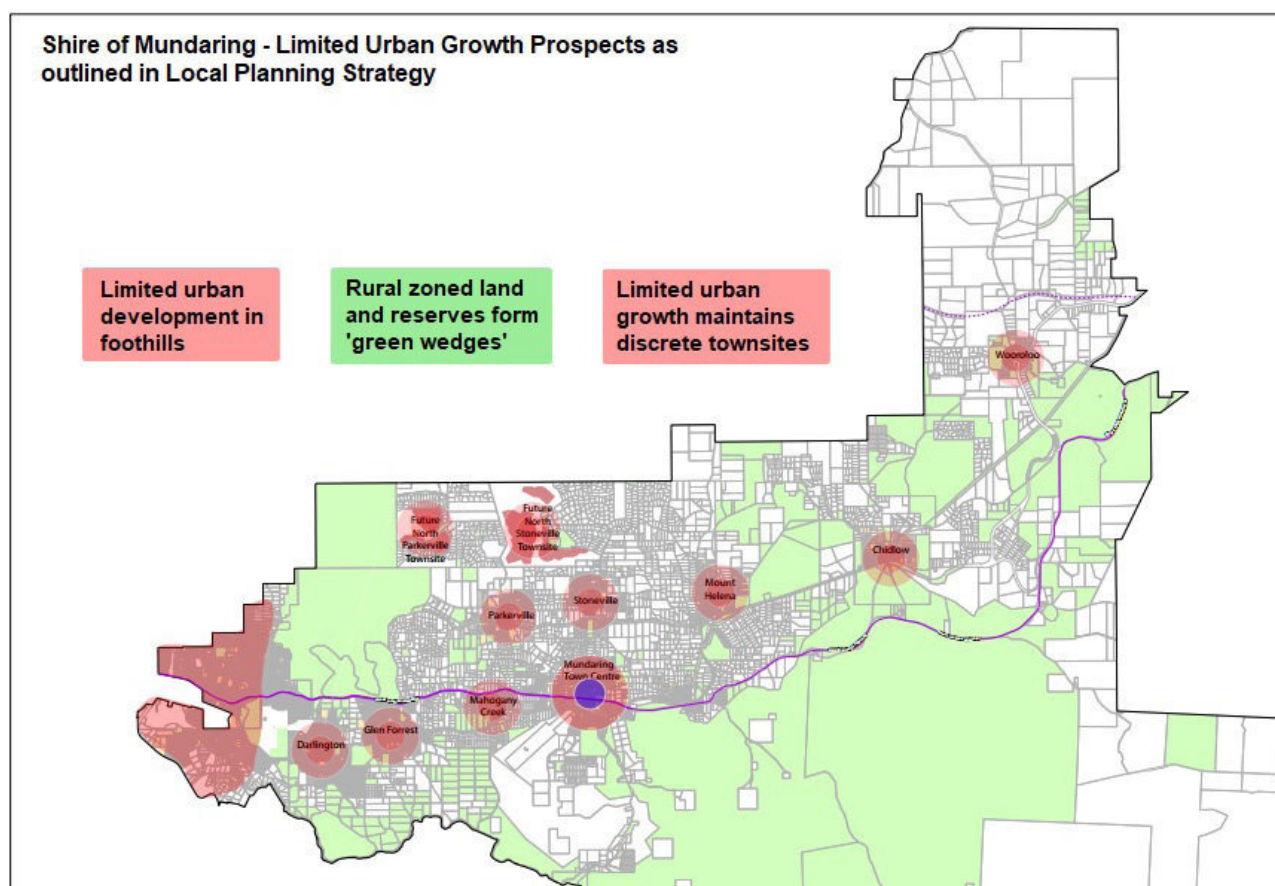 Shire of Mundaring - Limited Urban Growth Prospects as
outlined in Local Planning Strategy
Limited urban
development in
foothills
Rural zoned land
and reserves form
'green wedges'
Limited urban
growth maintains
discrete townsites
Wooroloo
Future
North
Parkerville
Townsite
Future
North
Stoneville
Townsite
Chidlow
Mount
Helena
Stoneville
Parkerville
Mundaring
Town Centre
Mahogany
Creek
Glen Forrest
Darlington